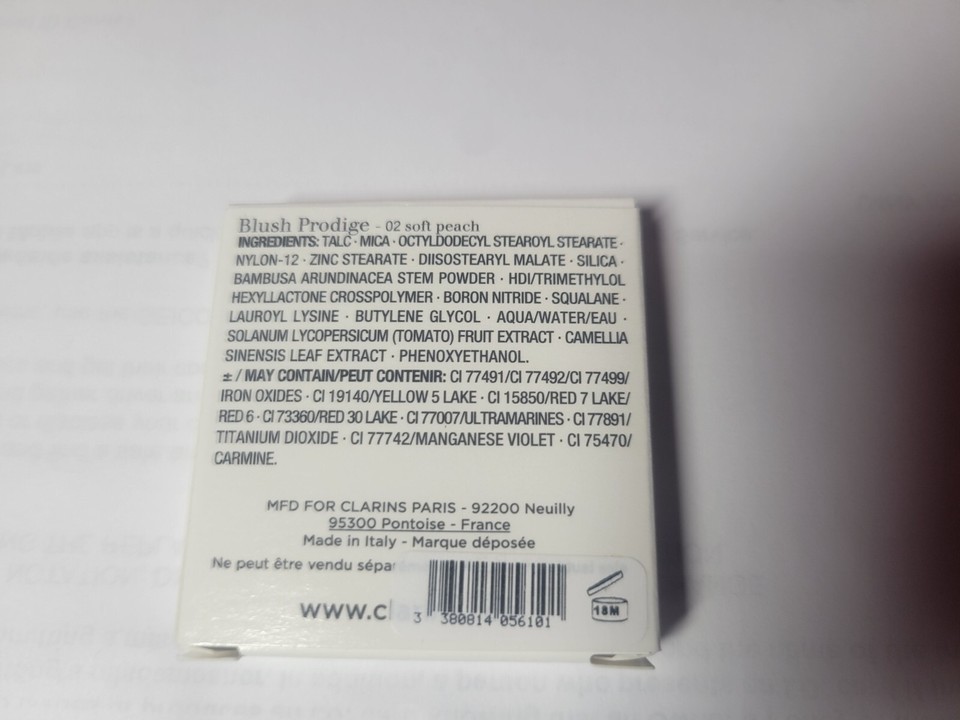 Blush Prodige - 02 soft peach
INGREDIENTS: TALC · MICA · OCTYLDODECYL STEAROYL STEARATE ·
NYLON-12 · ZINC STEARATE · DIISOSTEARYL MALATE · SILICA ·
BAMBUSA ARUNDINACEA STEM POWDER · HDI/TRIMETHYLOL
HEXYLLACTONE CROSSPOLYMER · BORON NITRIDE · SQUALANE ·
LAUROYL LYSINE · BUTYLENE GLYCOL · AQUA/WATER/EAU ·
SOLANUM LYCOPERSICUM (TOMATO) FRUIT EXTRACT · CAMELLIA
SINENSIS LEAF EXTRACT · PHENOXYETHANOL.
± / MAY CONTAIN/PEUT CONTENIR: CI 77491/CI 77492/CI 77499/
IRON OXIDES · CI 19140/YELLOW 5 LAKE · CI 15850/RED 7 LAKE/
RED 6 · CI 73360/RED 30 LAKE · CI 77007/ULTRAMARINES · CI 77891/
TITANIUM DIOXIDE · CI 77742/MANGANESE VIOLET · CI 75470/
CARMINE.
MFD FOR CLARINS PARIS - 92200 Neuilly
95300 Pontoise - France
Made in Italy - Marque déposée
Ne peut être vendu sépar
www.cl
3 380814 056101
18M